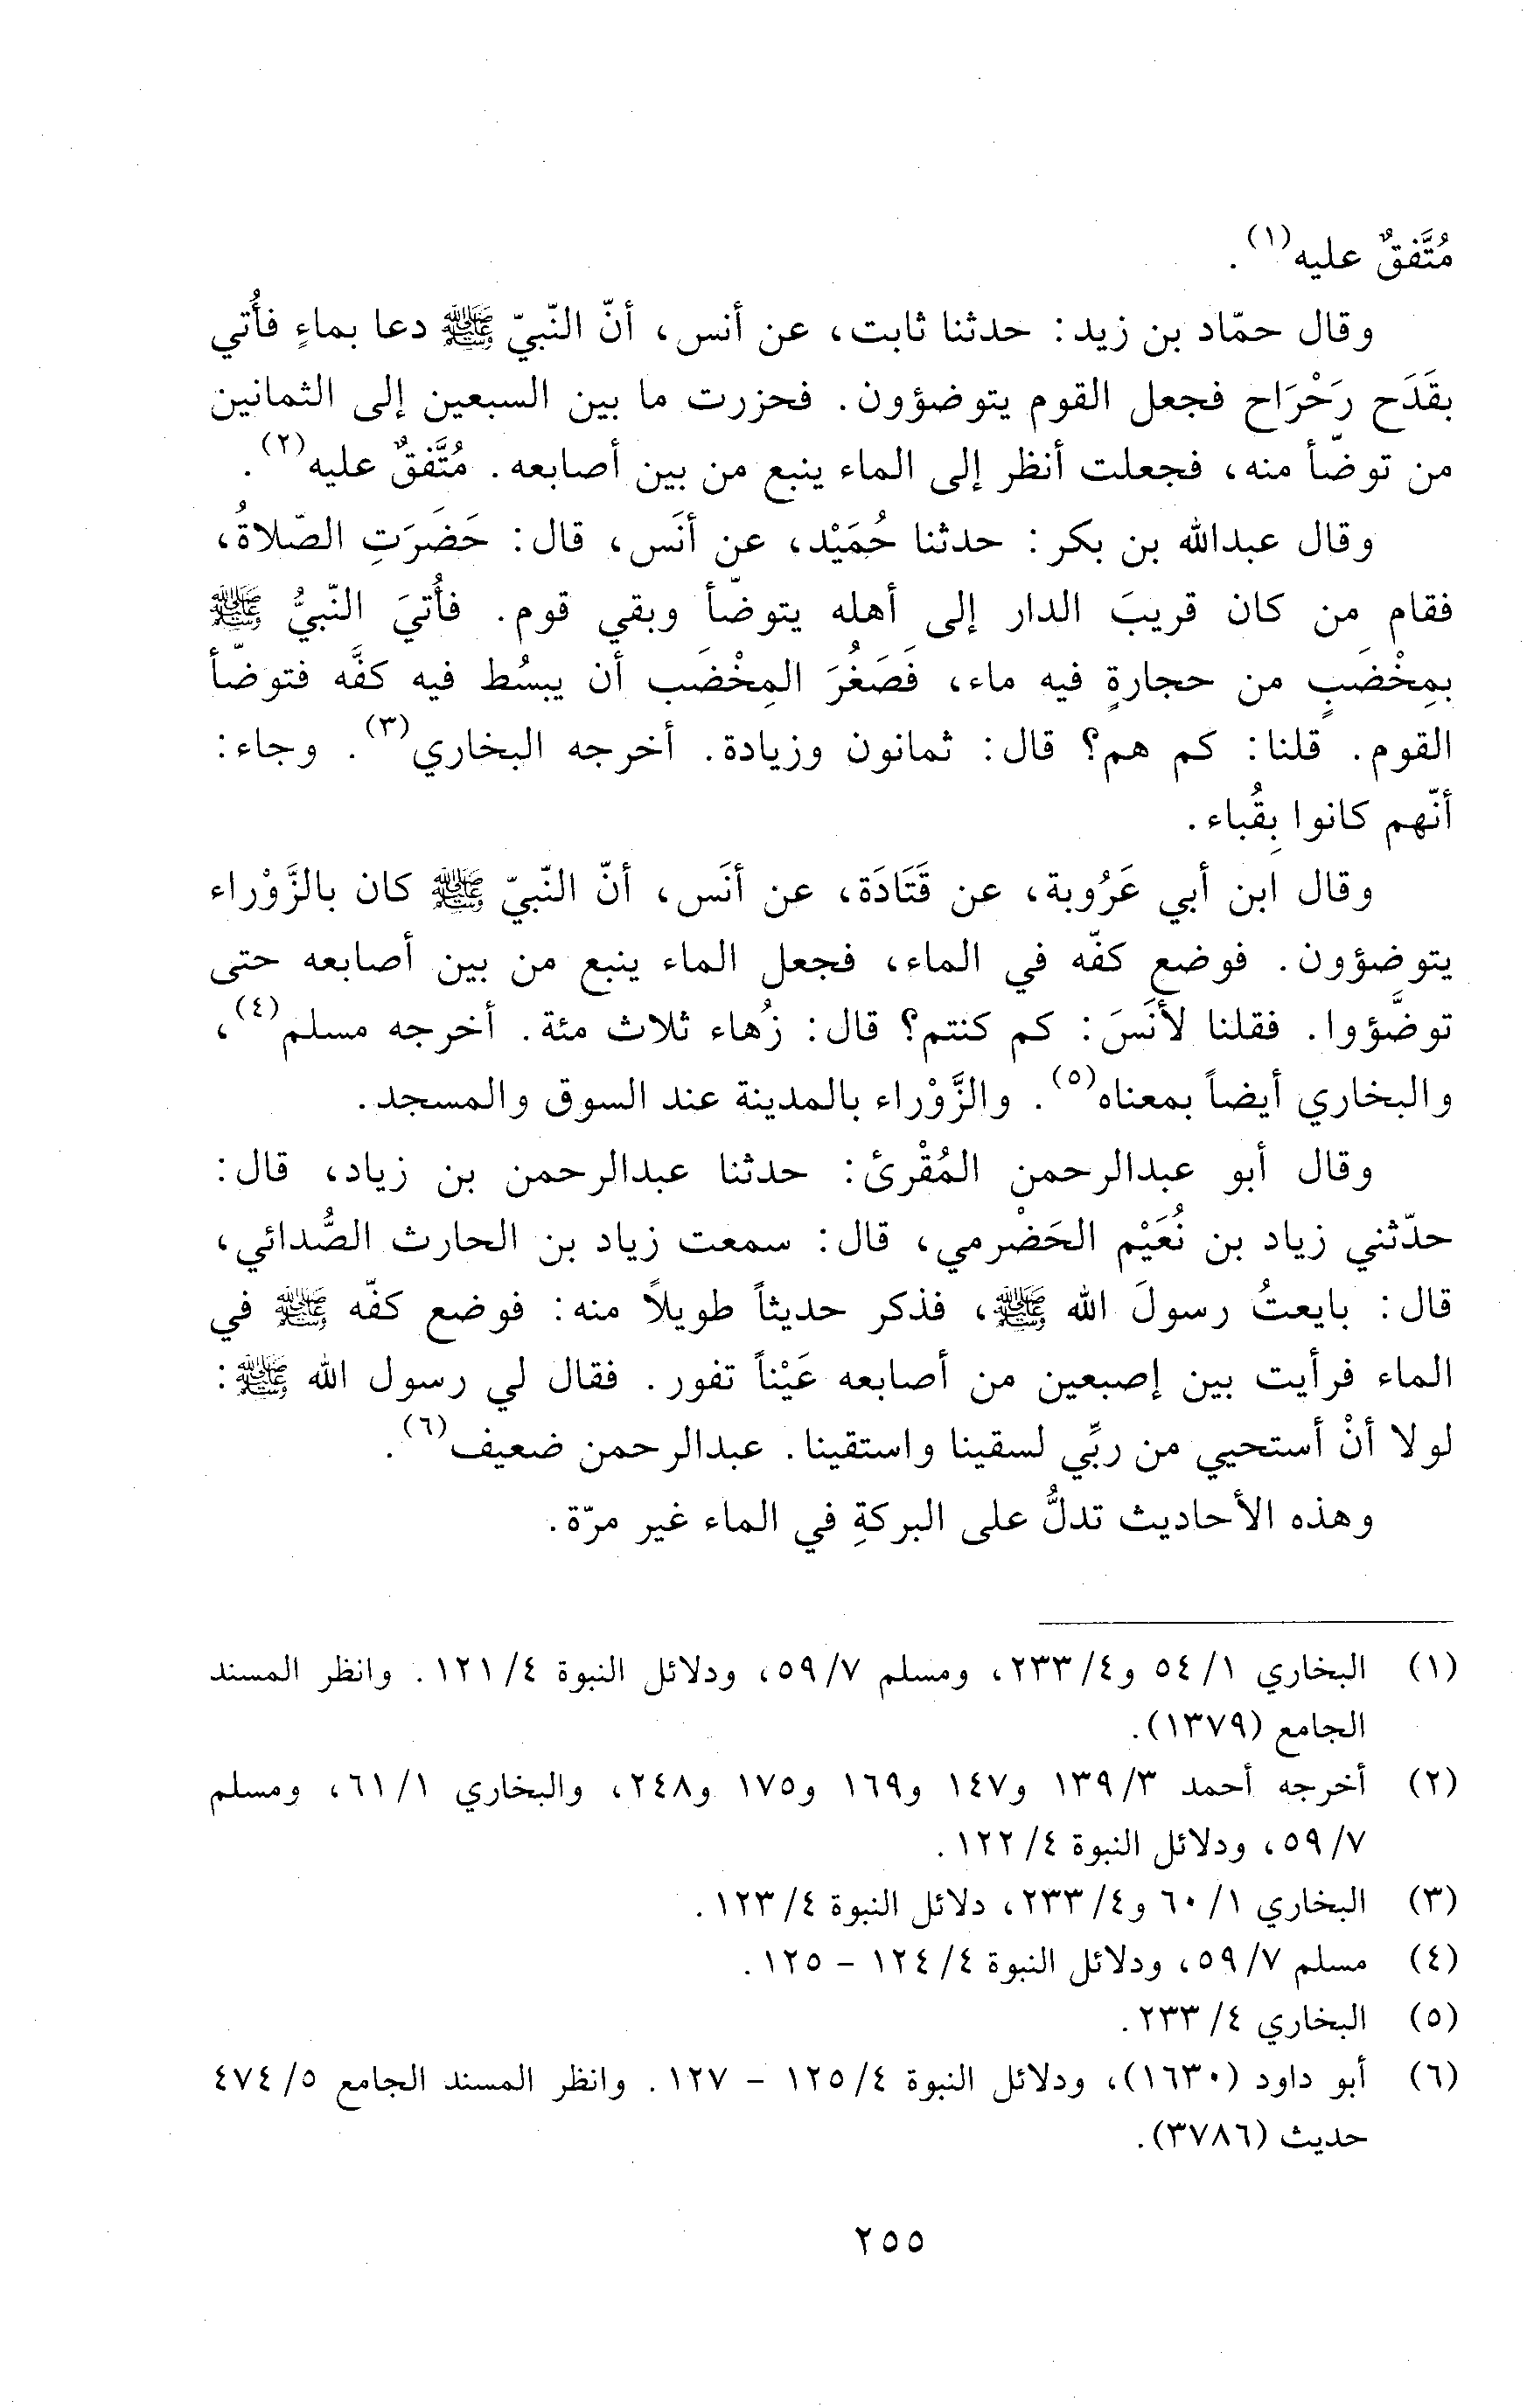 مُتَّفقٌ عليه(١).
وقال حمّاد بن زيد: حدثنا ثابت، عن أنس، أنّ النّبيّ ﷺ دعا بماءٍ فأُتي
بقَدَح رَحْرَاح فجعل القوم يتوضؤون. فحزرت ما بين السبعين إلى الثمانين
من توضّأ منه، فجعلت أنظر إلى الماء ينبع من بين أصابعه. مُتَّفقٌ عليه(٢).
وقال عبدالله بن بكر: حدثنا حُمَيْد، عن أنَس، قال: حَضَرَتِ الصّلاةُ،
فقام من كان قريبَ الدار إلى أهله يتوضّأ وبقي قوم. فأُتيَ النّبيُّ ﷺ
بمِخْضَبٍ من حجارةٍ فيه ماء، فَصَغُرَ المِخْضَب أن يبسُط فيه كفَّه فتوضّأ
القوم. قلنا: كم هم؟ قال: ثمانون وزيادة. أخرجه البخاري(٣). وجاء:
أنّهم كانوا بِقُباء.
وقال ابن أبي عَرُوبة، عن قَتَادَة، عن أنَس، أنّ النّبيّ ﷺ كان بالزَّوْراء
يتوضؤون. فوضع كفّه في الماء، فجعل الماء ينبع من بين أصابعه حتى
توضَّؤوا. فقلنا لأنَسَ: كم كنتم؟ قال: زُهاء ثلاث مئة. أخرجه مسلم(٤)،
والبخاري أيضاً بمعناه(٥). والزَّوْراء بالمدينة عند السوق والمسجد.
وقال أبو عبدالرحمن المُقْرئ: حدثنا عبدالرحمن بن زياد، قال:
حدّثني زياد بن نُعَيْم الحَضْرمي، قال: سمعت زياد بن الحارث الصُّدائي،
قال: بايعتُ رسولَ الله ﷺ، فذكر حديثاً طويلاً منه: فوضع كفّه ﷺ في
الماء فرأيت بين إصبعين من أصابعه عَيْناً تفور. فقال لي رسول الله ﷺ:
لولا أنْ أستحيي من ربِّي لسقينا واستقينا. عبدالرحمن ضعيف(٦).
وهذه الأحاديث تدلُّ على البركةِ في الماء غير مرّة.
(١) البخاري ١/ ٥٤ و٤/ ٢٣٣، ومسلم ٧/ ٥٩، ودلائل النبوة ٤/ ١٢١. وانظر المسند
الجامع (١٣٧٩).
(٢) أخرجه أحمد ٣/ ١٣٩ و١٤٧ و١٦٩ و١٧٥ و٢٤٨، والبخاري ١/ ٦١، ومسلم
٧/ ٥٩، ودلائل النبوة ٤/ ١٢٢.
(٣) البخاري ١/ ٦٠ و٤/ ٢٣٣، دلائل النبوة ٤/ ١٢٣.
(٤) مسلم ٧/ ٥٩، ودلائل النبوة ٤/ ١٢٤ - ١٢٥.
(٥) البخاري ٤/ ٢٣٣.
(٦) أبو داود (١٦٣٠)، ودلائل النبوة ٤/ ١٢٥ - ١٢٧. وانظر المسند الجامع ٥/ ٤٧٤
حديث (٣٧٨٦).
٢٥٥